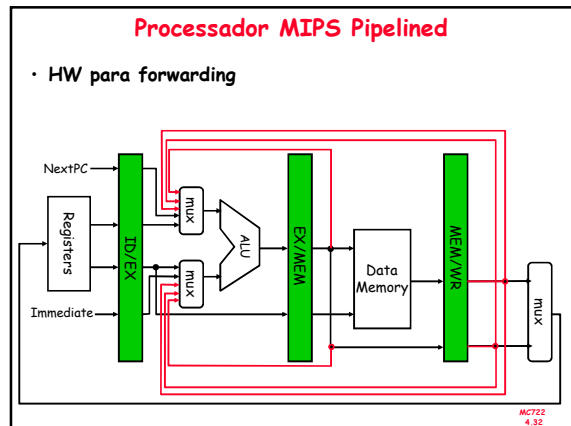 Processador MIPS Pipelined
• HW para forwarding
NextPC
Registers
Immediate
ID/EX
mux
mux
ALU
EX/MEM
Data
Memory
MEM/WR
mux
MC722
4.32